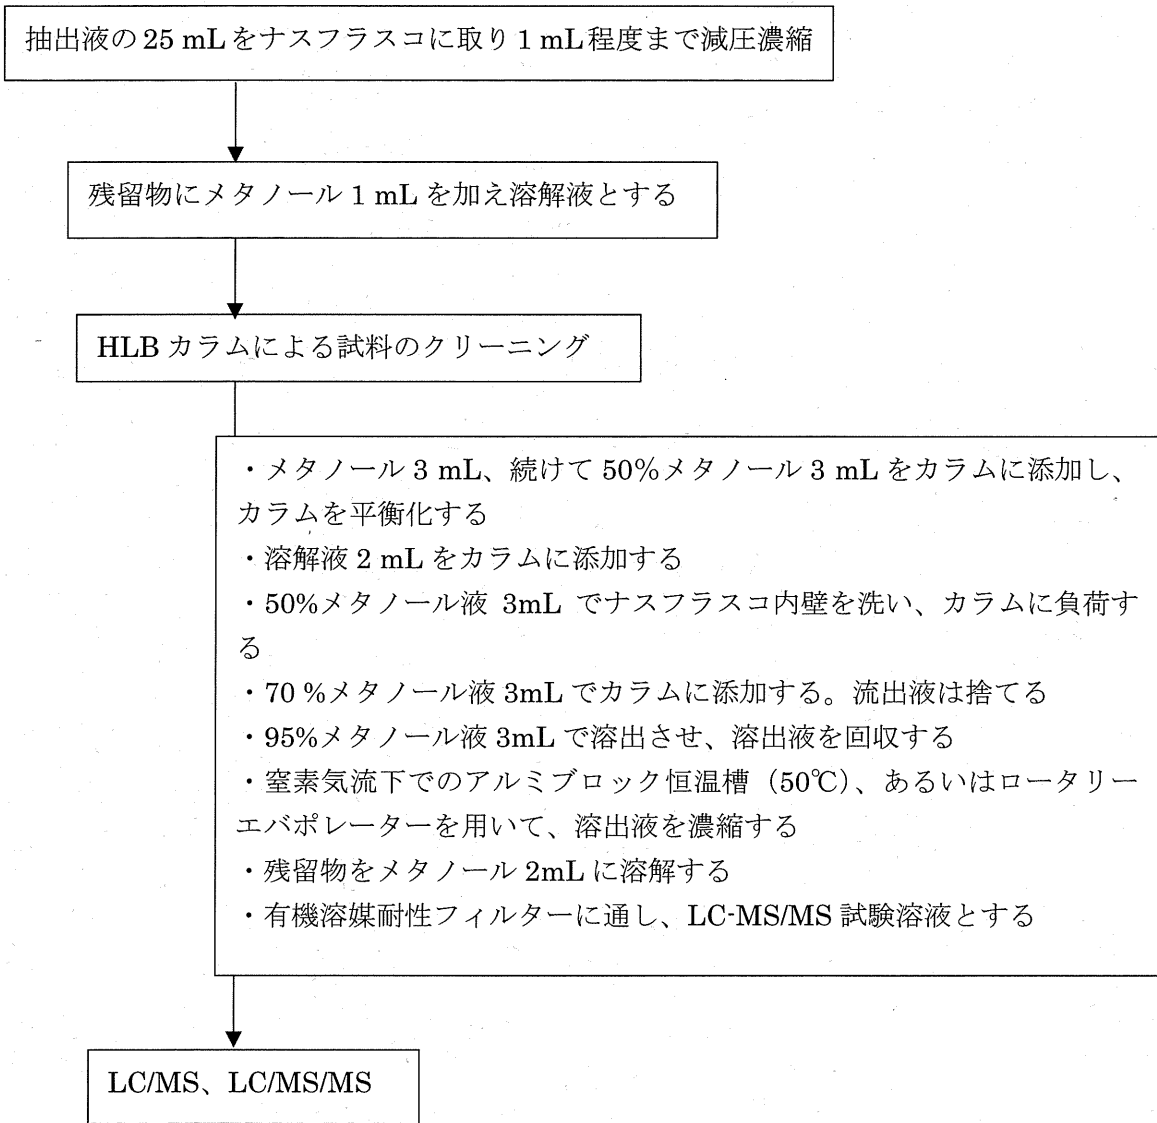 抽出液の 25 mL をナスフラスコに取り 1 mL 程度まで減圧濃縮
残留物にメタノール 1 mL を加え溶解液とする
HLB カラムによる試料のクリーニング
・メタノール 3 mL、続けて 50%メタノール 3 mL をカラムに添加し、
カラムを平衡化する
・溶解液 2 mL をカラムに添加する
・50%メタノール液 3mL でナスフラスコ内壁を洗い、カラムに負荷す
る
・70 %メタノール液 3mL でカラムに添加する。流出液は捨てる
・95%メタノール液 3mL で溶出させ、溶出液を回収する
・窒素気流下でのアルミブロック恒温槽（50℃）、あるいはロータリー
エバポレーターを用いて、溶出液を濃縮する
・残留物をメタノール 2mL に溶解する
・有機溶媒耐性フィルターに通し、LC-MS/MS 試験溶液とする
LC/MS、LC/MS/MS